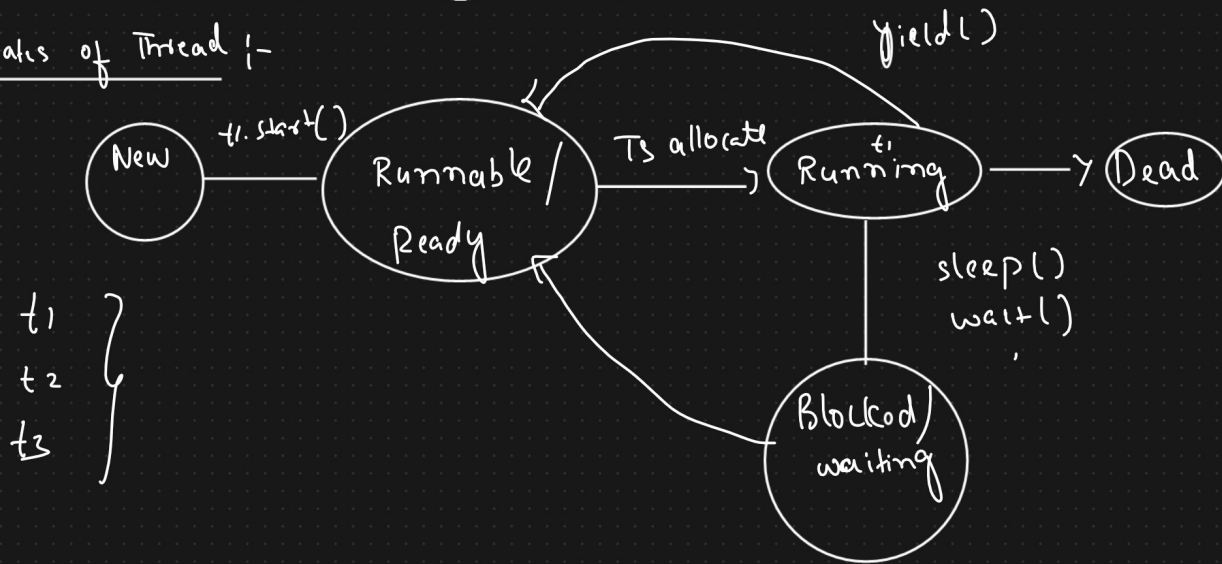 ates of Thread :-
yield()
New
t1.start()
Runnable/
Ready
Ts allocate
t1
Running
Dead
sleep()
wait()
,
Blocked/
waiting
t1
t2
t3